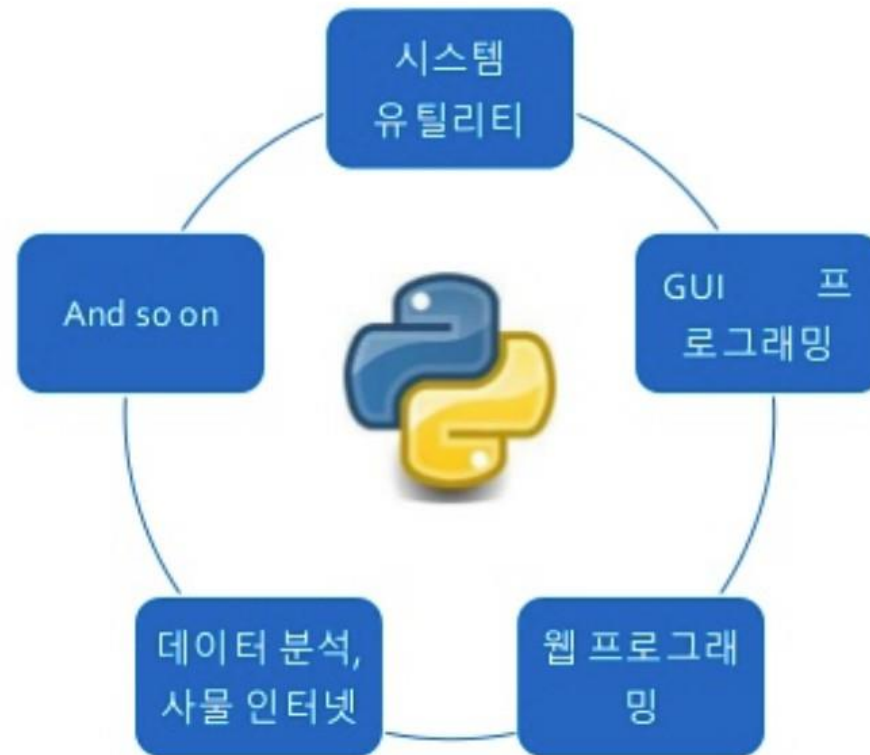 시스템
유틸리티
GUI 프
로그래밍
웹 프로그래
밍
데이터 분석,
사물 인터넷
And so on